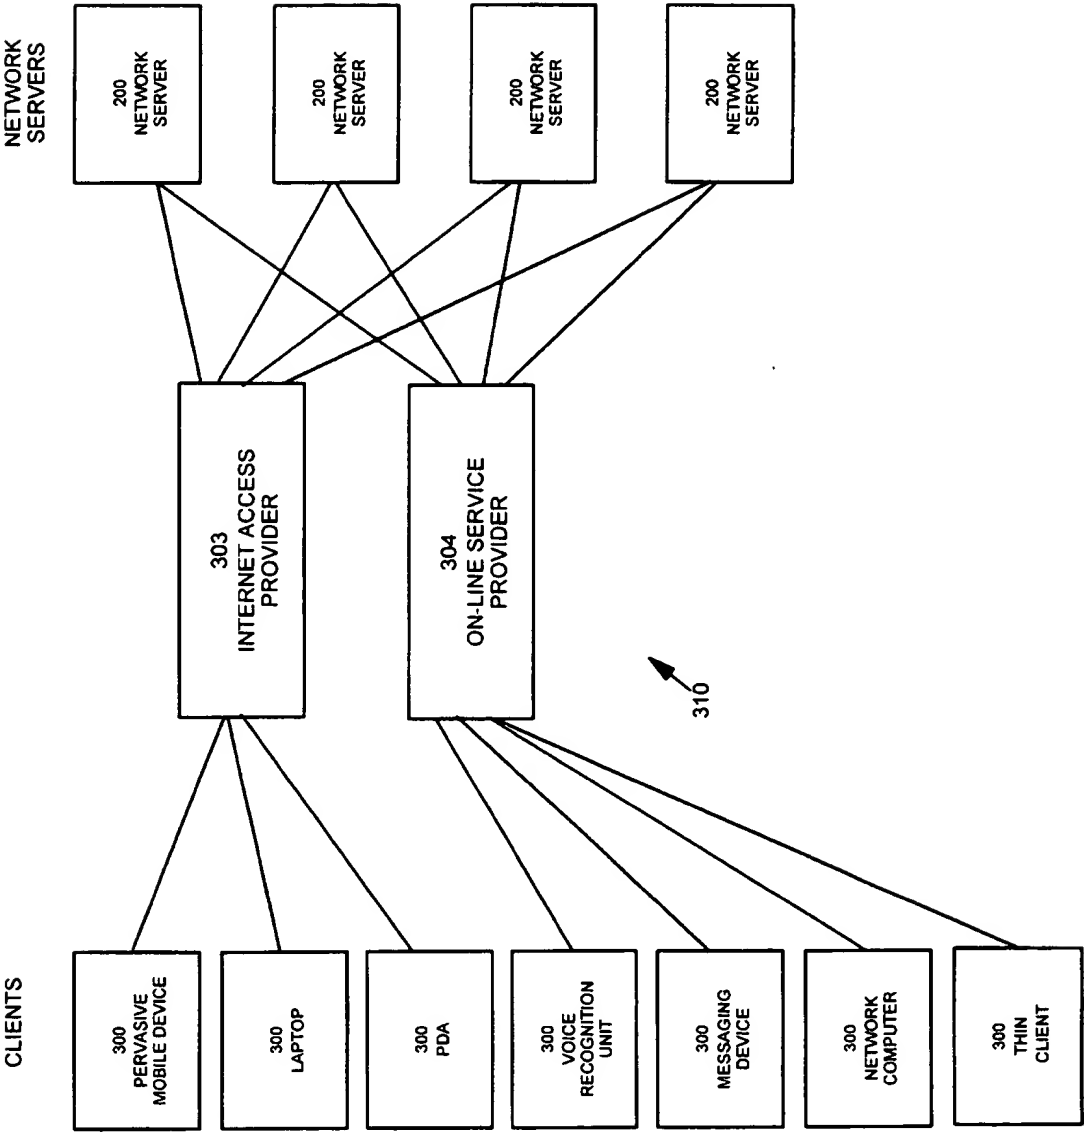 CLIENTS
300
PERVASIVE
MOBILE DEVICE
300
LAPTOP
300
PDA
300
VOICE
RECOGNITION
UNIT
300
MESSAGING
DEVICE
300
NETWORK
COMPUTER
300
THIN
CLIENT
303
INTERNET ACCESS
PROVIDER
304
ON-LINE SERVICE
PROVIDER
310
NETWORK
SERVERS
200
NETWORK
SERVER
200
NETWORK
SERVER
200
NETWORK
SERVER
200
NETWORK
SERVER